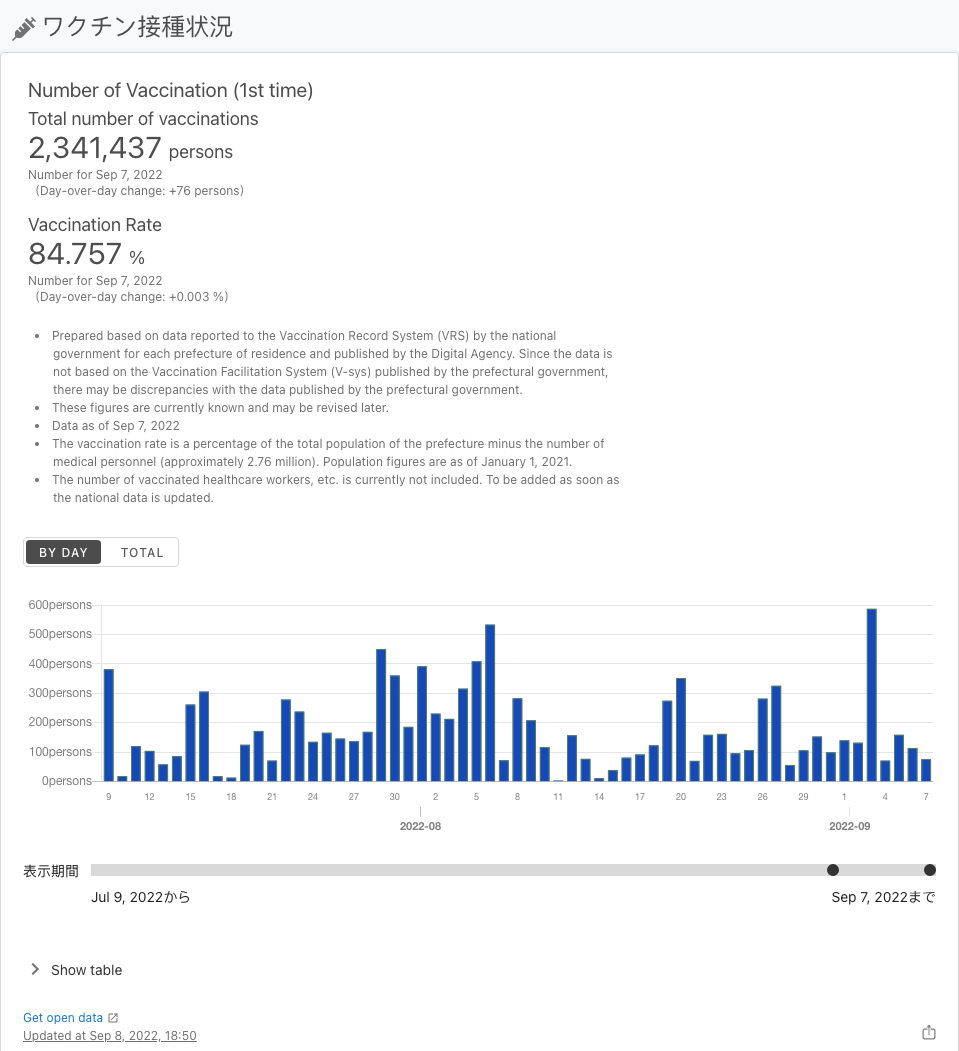 ワクチン接種状況
Number of Vaccination (1st time)
Total number of vaccinations
2,341,437 persons
Number for Sep 7, 2022
(Day-over-day change: +76 persons)
Vaccination Rate
84.757 %
Number for Sep 7, 2022
(Day-over-day change: +0.003 %)
• Prepared based on data reported to the Vaccination Record System (VRS) by the national
government for each prefecture of residence and published by the Digital Agency. Since the data is
not based on the Vaccination Facilitation System (V-sys) published by the prefectural government,
there may be discrepancies with the data published by the prefectural government.
• These figures are currently known and may be revised later.
• Data as of Sep 7, 2022
• The vaccination rate is a percentage of the total population of the prefecture minus the number of
medical personnel (approximately 2.76 million). Population figures are as of January 1, 2021.
• The number of vaccinated healthcare workers, etc. is currently not included. To be added as soon as
the national data is updated.
BY DAY TOTAL
600persons
500persons
400persons
300persons
200persons
100persons
0persons
9 12 15 18 21 24 27 30 2 5 8 11 14 17 20 23 26 29 1 4 7
2022-08 2022-09
表示期間
Jul 9, 2022から Sep 7, 2022まで
Show table
Get open data
Updated at Sep 8, 2022, 18:50